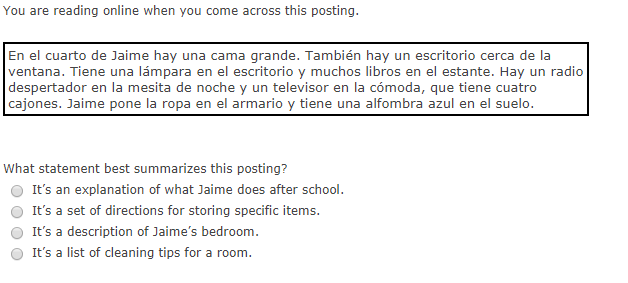 You are reading online when you come across this posting.
En el cuarto de Jaime hay una cama grande. También hay un escritorio cerca de la
ventana. Tiene una lámpara en el escritorio y muchos libros en el estante. Hay un radio
despertador en la mesita de noche y un televisor en la cómoda, que tiene cuatro
cajones. Jaime pone la ropa en el armario y tiene una alfombra azul en el suelo.
What statement best summarizes this posting?
It's an explanation of what Jaime does after school.
It's a set of directions for storing specific items.
It's a description of Jaime's bedroom.
It's a list of cleaning tips for a room.